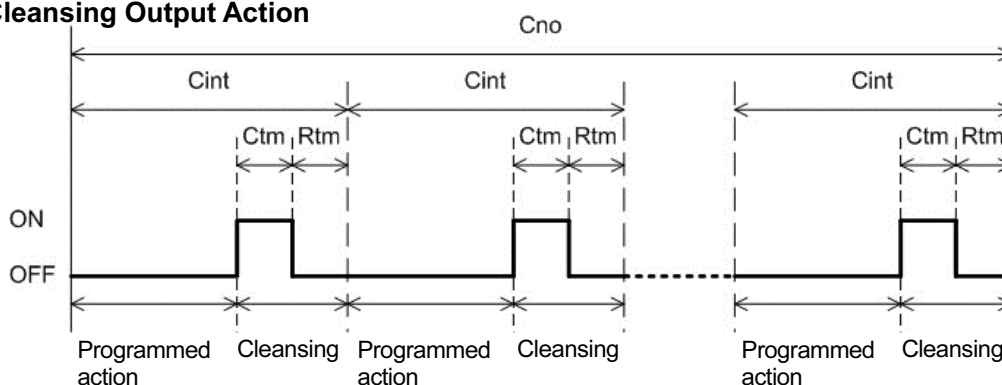 Cleansing Output Action
Cno
Cint Cint Cint
Ctm Rtm Ctm Rtm Ctm Rtm
ON
OFF
Programmed action Cleansing Programmed action Cleansing Programmed action Cleansing